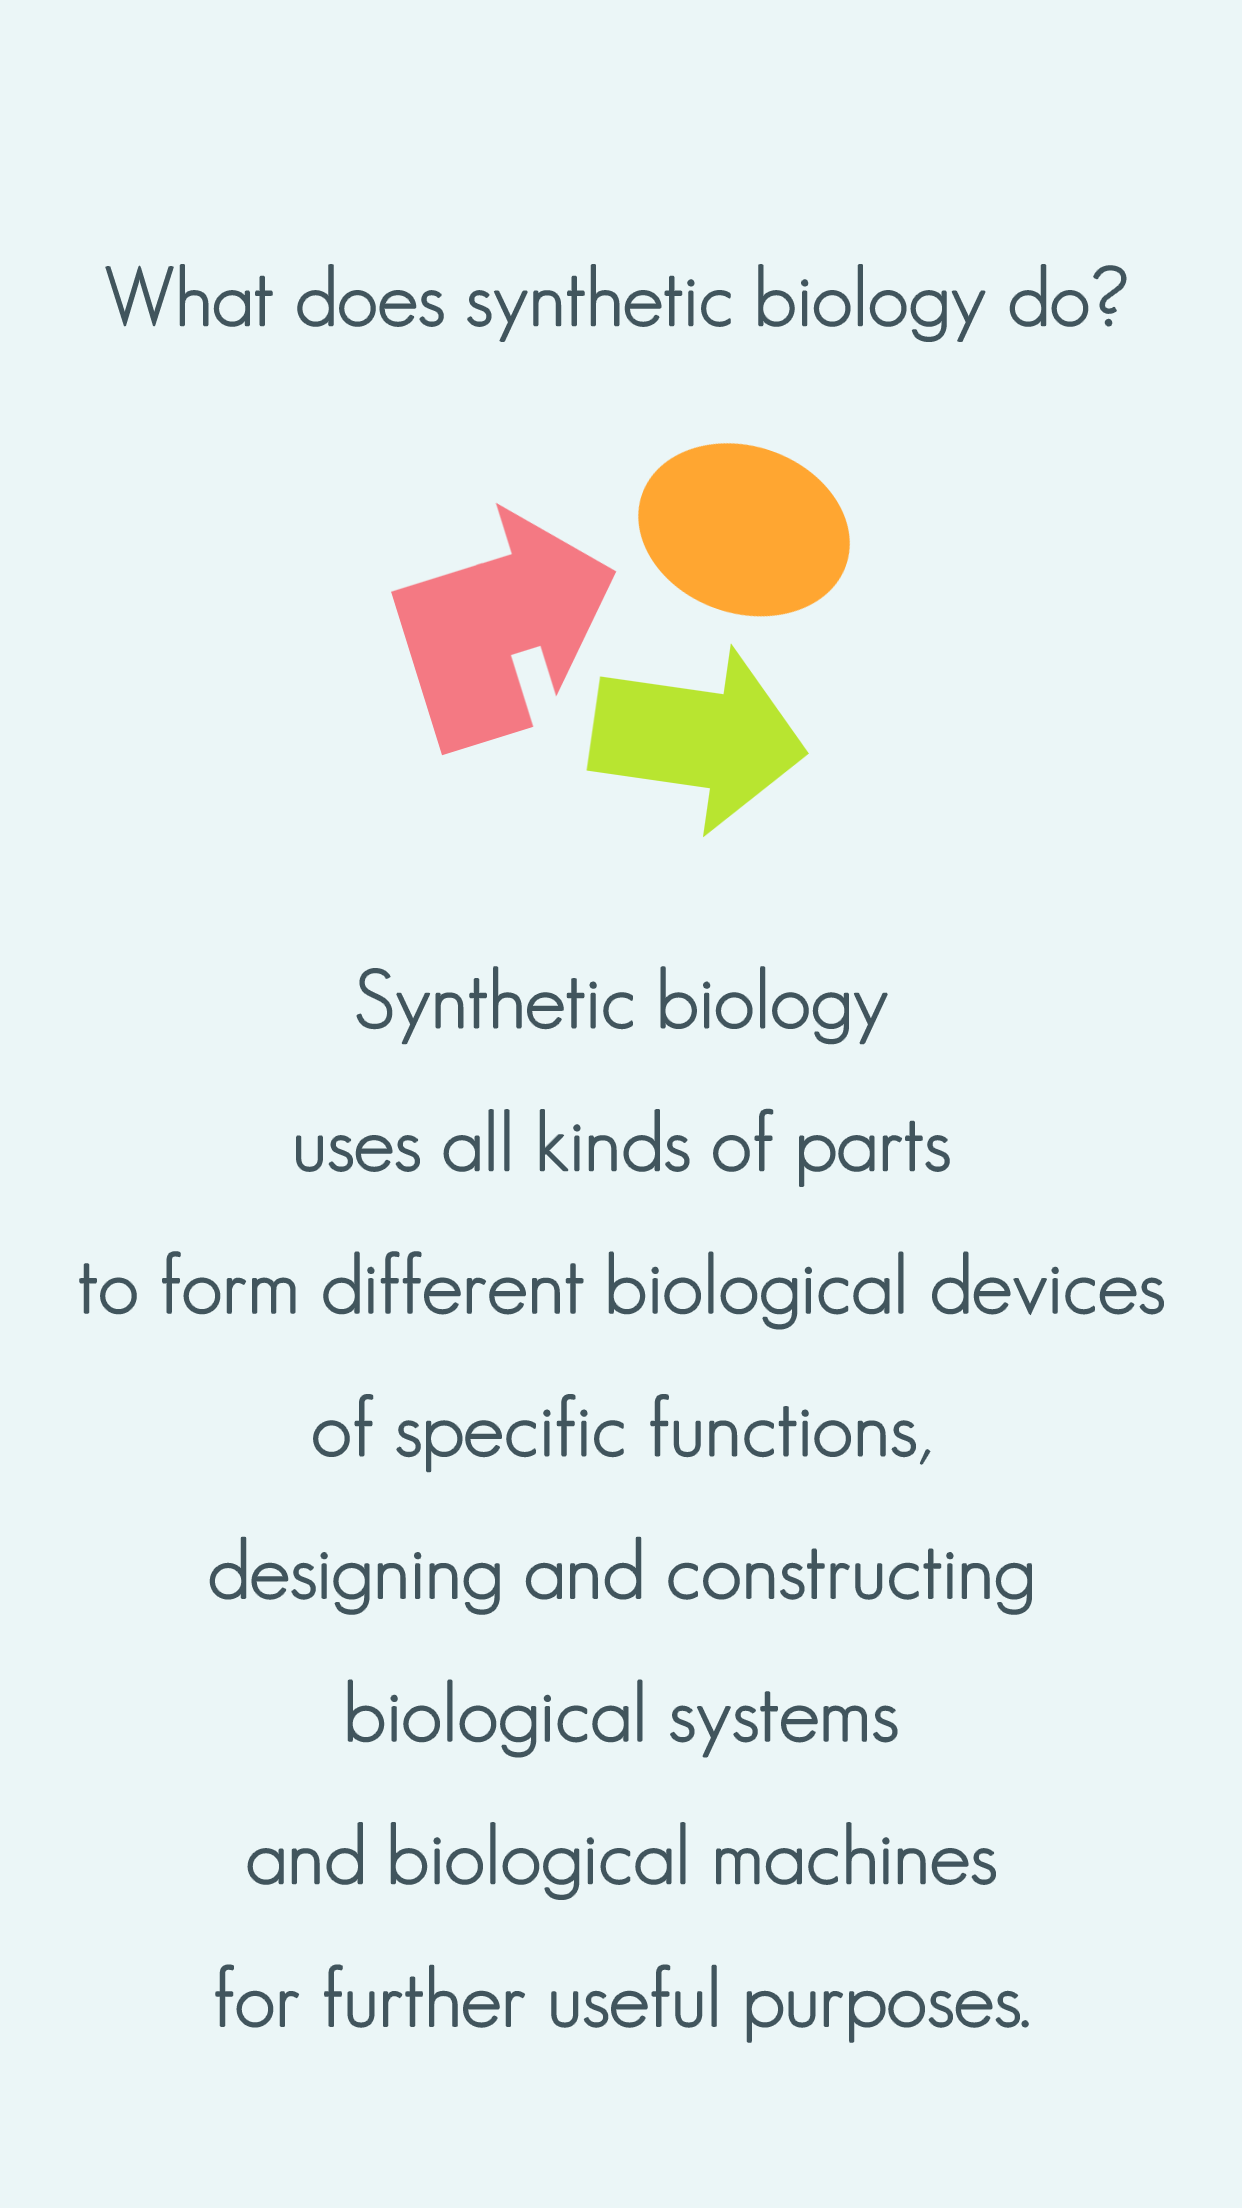 What does synthetic biology do?
Synthetic biology
uses all kinds of parts
to form different biological devices
of specific functions,
designing and constructing
biological systems
and biological machines
for further useful purposes.